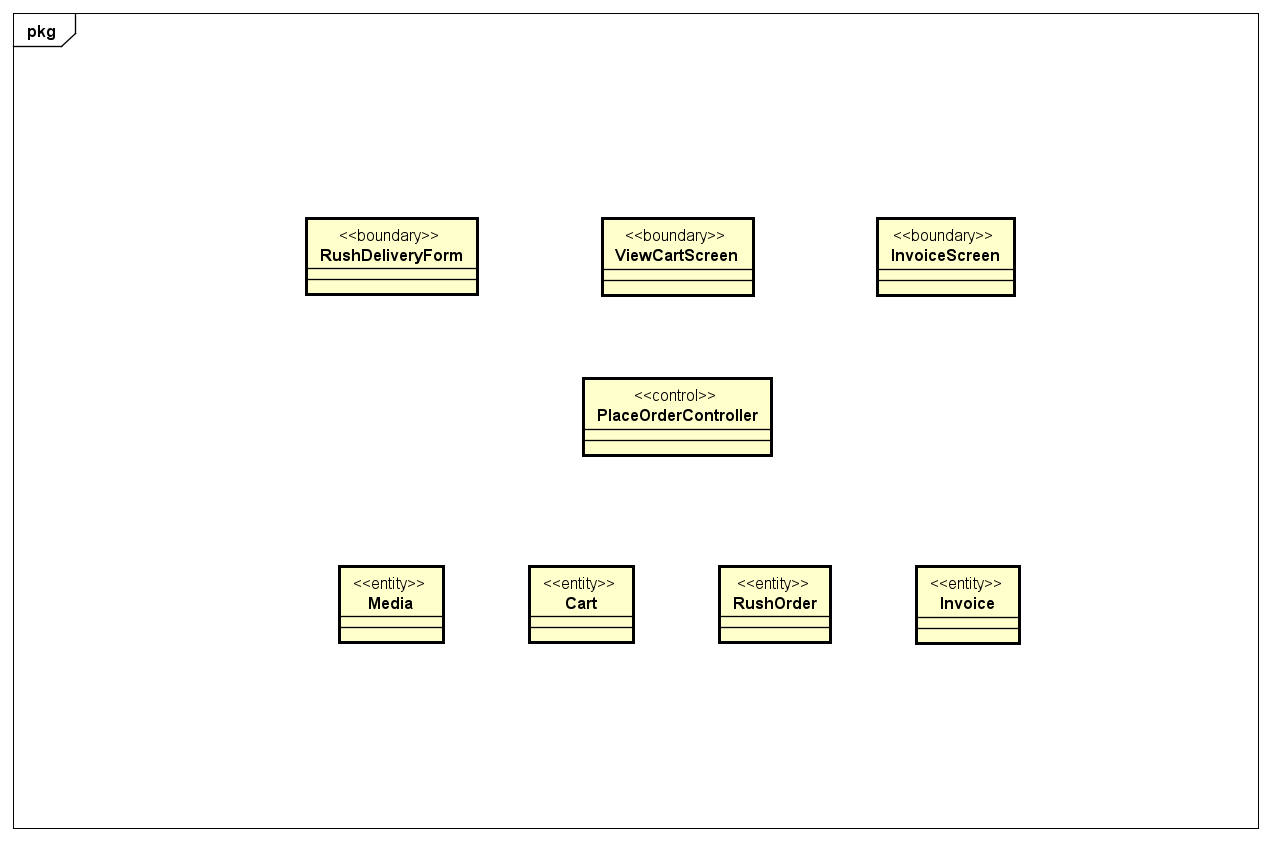 pkg
<<boundary>>
RushDeliveryForm
<<boundary>>
ViewCartScreen
<<boundary>>
InvoiceScreen
<<control>>
PlaceOrderController
<<entity>>
Media
<<entity>>
Cart
<<entity>>
RushOrder
<<entity>>
Invoice